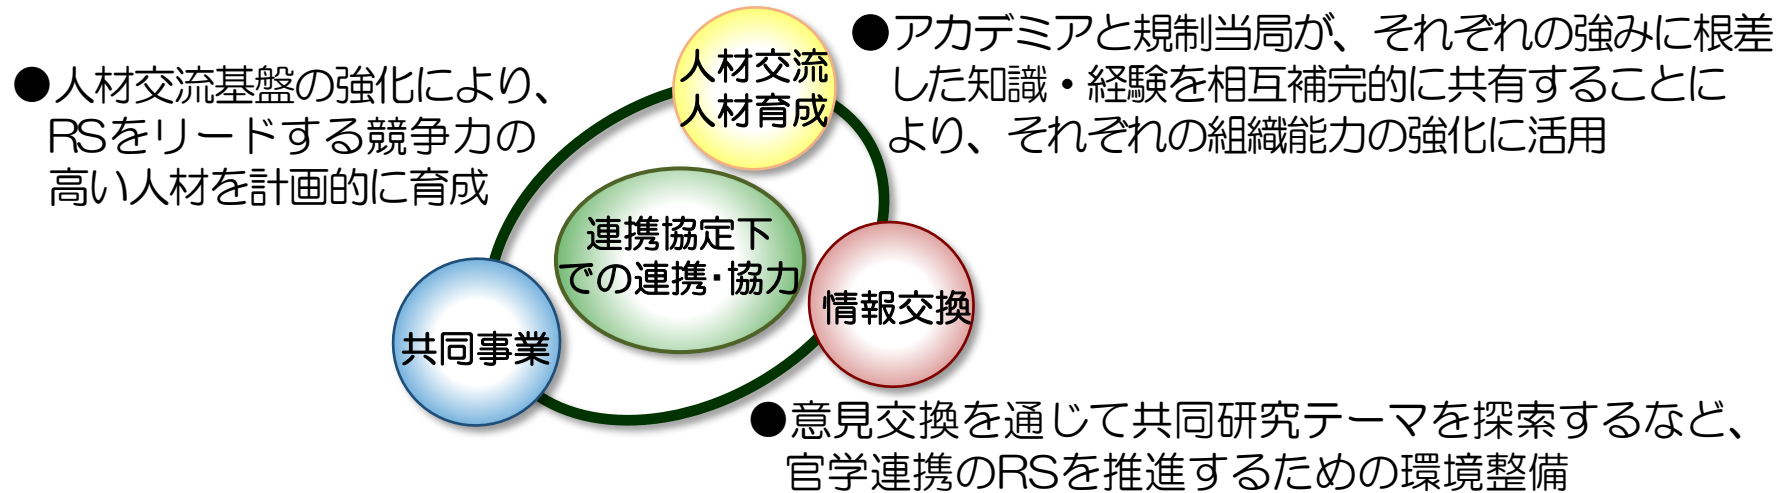 ●人材交流基盤の強化により、
RSをリードする競争力の
高い人材を計画的に育成
人材交流
人材育成
●アカデミアと規制当局が、それぞれの強みに根差
した知識・経験を相互補完的に共有することに
より、それぞれの組織能力の強化に活用
連携協定下
での連携・協力
情報交換
共同事業
●意見交換を通じて共同研究テーマを探索するなど、
官学連携のRSを推進するための環境整備